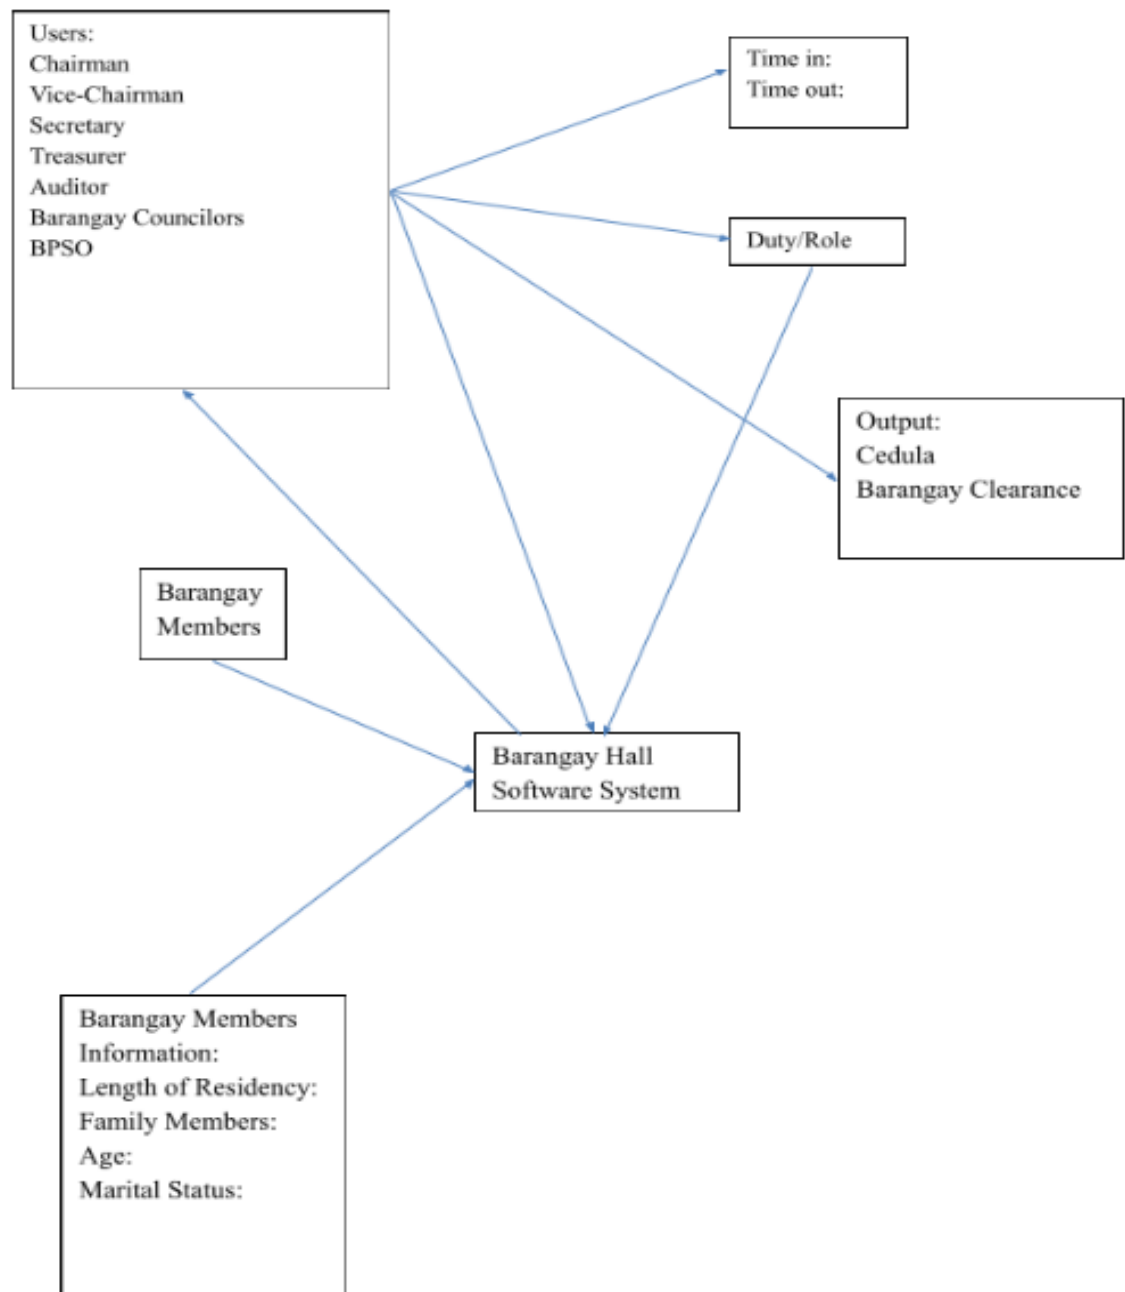 Users:
Chairman
Vice-Chairman
Secretary
Treasurer
Auditor
Barangay Councilors
BPSO
Time in:
Time out:
Duty/Role
Output:
Cedula
Barangay Clearance
Barangay
Members
Barangay Hall
Software System
Barangay Members
Information:
Length of Residency:
Family Members:
Age:
Marital Status: